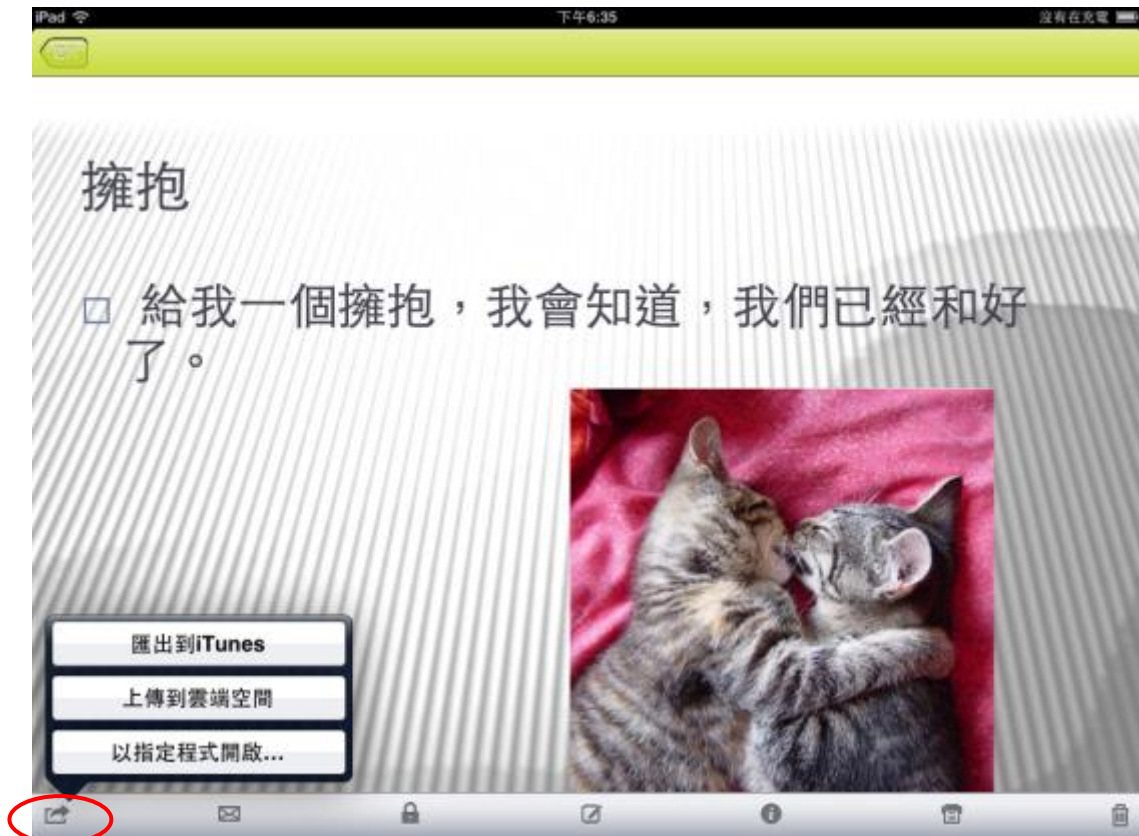 iPad 下午6:35 沒有在充電
擁抱
給我一個擁抱,我會知道,我們已經和好
了。
匯出到iTunes
上傳到雲端空間
以指定程式開啟...